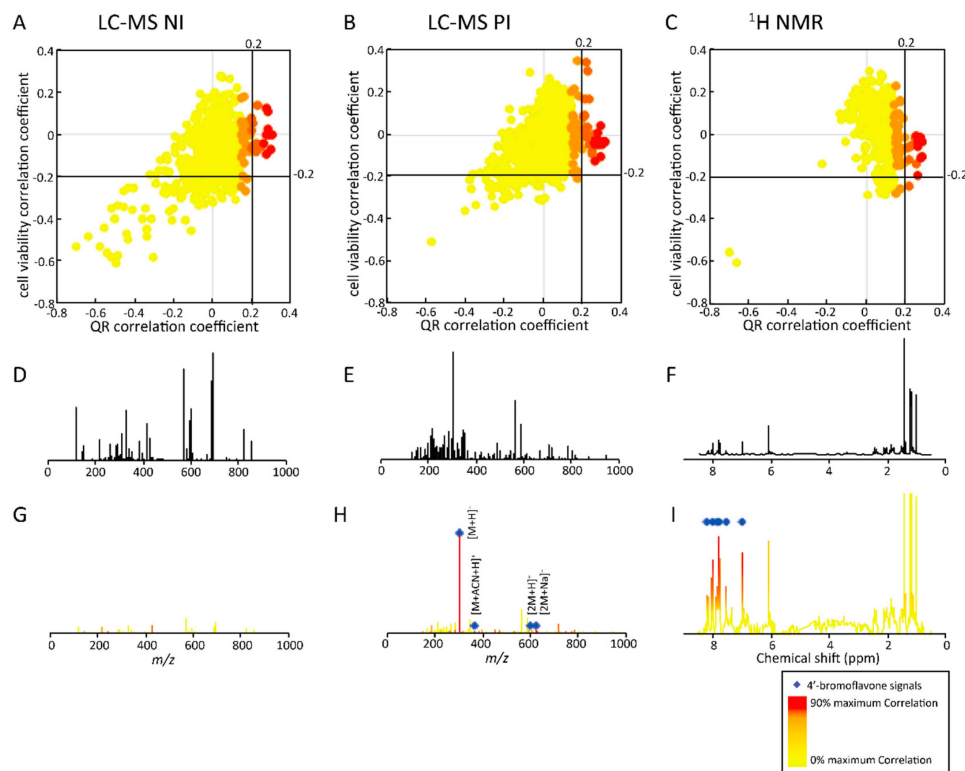 A LC-MS NI
B LC-MS PI
C ¹H NMR
0.2
0.2
0.2
0.4
0.2
0
-0.2
-0.4
-0.6
-0.8
cell viability correlation coefficient
-0.2
-0.8 -0.6 -0.4 -0.2 0 0.2 0.4
QR correlation coefficient
0.4
0.2
0
-0.2
-0.4
-0.6
-0.8
cell viability correlation coefficient
-0.2
-0.8 -0.6 -0.4 -0.2 0 0.2 0.4
QR correlation coefficient
0.4
0.2
0
-0.2
-0.4
-0.6
-0.8
cell viability correlation coefficient
-0.2
-0.8 -0.6 -0.4 -0.2 0 0.2 0.4
QR correlation coefficient
D
0 200 400 600 800 1000
E
0 200 400 600 800 1000
F
8 6 4 2 0
G
0 200 400 600 800 1000
m/z
H
[M+H]⁻
[M+ACN+H]⁺
[2M+H]⁻
[2M+Na]⁻
0 200 400 600 800 1000
m/z
I
8 6 4 2 0
Chemical shift (ppm)
4'-bromoflavone signals
90% maximum Correlation
0% maximum Correlation